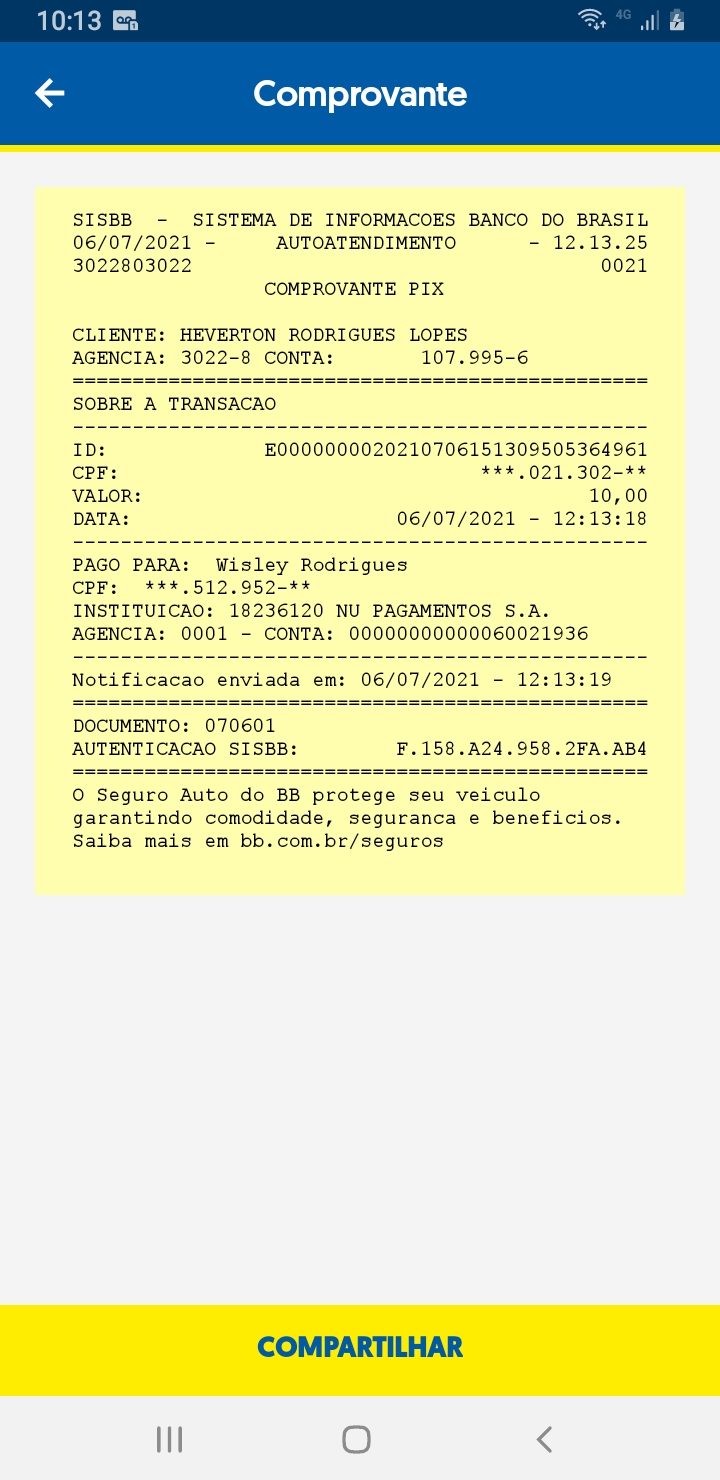 10:13
4G
Comprovante
SISBB - SISTEMA DE INFORMACOES BANCO DO BRASIL
06/07/2021 - AUTOATENDIMENTO - 12.13.25
3022803022 0021
COMPROVANTE PIX
CLIENTE: HEVERTON RODRIGUES LOPES
AGENCIA: 3022-8 CONTA: 107.995-6
================================================
SOBRE A TRANSACAO
------------------------------------------------
ID: E0000000020210706151309505364961
CPF: ***.021.302-**
VALOR: 10,00
DATA: 06/07/2021 - 12:13:18
------------------------------------------------
PAGO PARA: Wisley Rodrigues
CPF: ***.512.952-**
INSTITUICAO: 18236120 NU PAGAMENTOS S.A.
AGENCIA: 0001 - CONTA: 00000000000060021936
------------------------------------------------
Notificacao enviada em: 06/07/2021 - 12:13:19
================================================
DOCUMENTO: 070601
AUTENTICACAO SISBB: F.158.A24.958.2FA.AB4
================================================
O Seguro Auto do BB protege seu veiculo
garantindo comodidade, seguranca e beneficios.
Saiba mais em bb.com.br/seguros
COMPARTILHAR